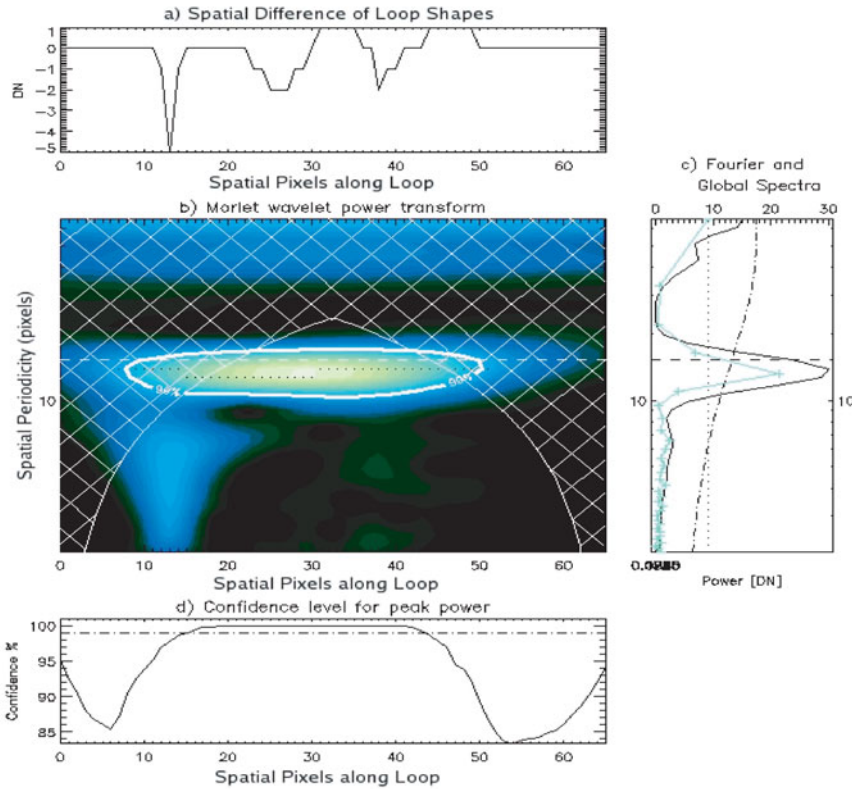 a) Spatial Difference of Loop Shapes
DN
1
0
-1
-2
-3
-4
-5
0 10 20 30 40 50 60
Spatial Pixels along Loop
b) Morlet wavelet power transform
Spatial Periodicity (pixels)
10
99%
0 10 20 30 40 50 60
Spatial Pixels along Loop
c) Fourier and
Global Spectra
0 10 20 30
10
10
Power [DN]
d) Confidence level for peak power
Confidence %
100
95
90
85
0 10 20 30 40 50 60
Spatial Pixels along Loop